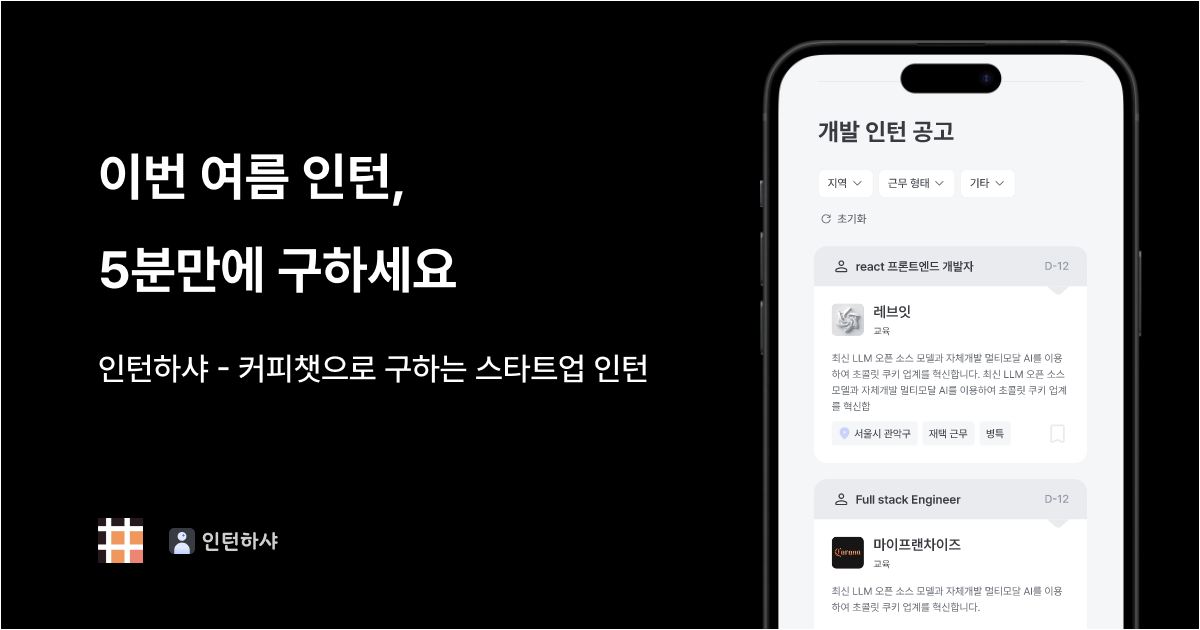 이번 여름 인턴,
5분만에 구하세요
인턴하샤 - 커피챗으로 구하는 스타트업 인턴
인턴하샤
개발 인턴 공고
지역 근무 형태 기타
초기화
react 프론트엔드 개발자 D-12
레브잇
교육
최신 LLM 오픈 소스 모델과 자체개발 멀티모달 AI를 이용
하여 초콜릿 쿠키 업계를 혁신합니다. 최신 LLM 오픈 소스
모델과 자체개발 멀티모달 AI를 이용하여 초콜릿 쿠키 업계
를 혁신합
서울시 관악구 재택 근무 병특
Full stack Engineer D-12
Corona
마이프랜차이즈
교육
최신 LLM 오픈 소스 모델과 자체개발 멀티모달 AI를 이용
하여 초콜릿 쿠키 업계를 혁신합니다.